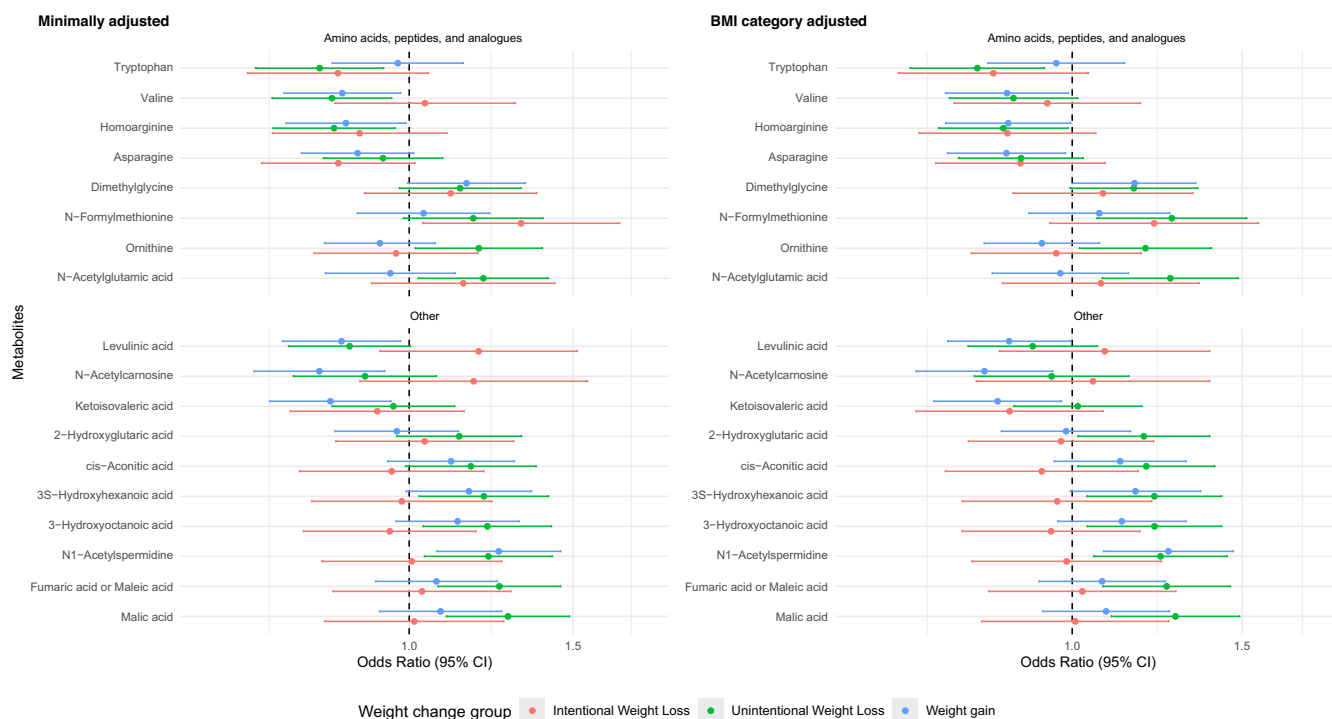 Minimally adjusted
Amino acids, peptides, and analogues
Tryptophan
Valine
Homoarginine
Asparagine
Dimethylglycine
N−Formylmethionine
Ornithine
N−Acetylglutamic acid
Other
Levulinic acid
N−Acetylcarnosine
Ketoisovaleric acid
2−Hydroxyglutaric acid
cis−Aconitic acid
3S−Hydroxyhexanoic acid
3−Hydroxyoctanoic acid
N1−Acetylspermidine
Fumaric acid or Maleic acid
Malic acid
Metabolites
1.0
1.5
Odds Ratio (95% CI)
BMI category adjusted
Amino acids, peptides, and analogues
Tryptophan
Valine
Homoarginine
Asparagine
Dimethylglycine
N−Formylmethionine
Ornithine
N−Acetylglutamic acid
Other
Levulinic acid
N−Acetylcarnosine
Ketoisovaleric acid
2−Hydroxyglutaric acid
cis−Aconitic acid
3S−Hydroxyhexanoic acid
3−Hydroxyoctanoic acid
N1−Acetylspermidine
Fumaric acid or Maleic acid
Malic acid
1.0
1.5
Odds Ratio (95% CI)
Weight change group Intentional Weight Loss Unintentional Weight Loss Weight gain